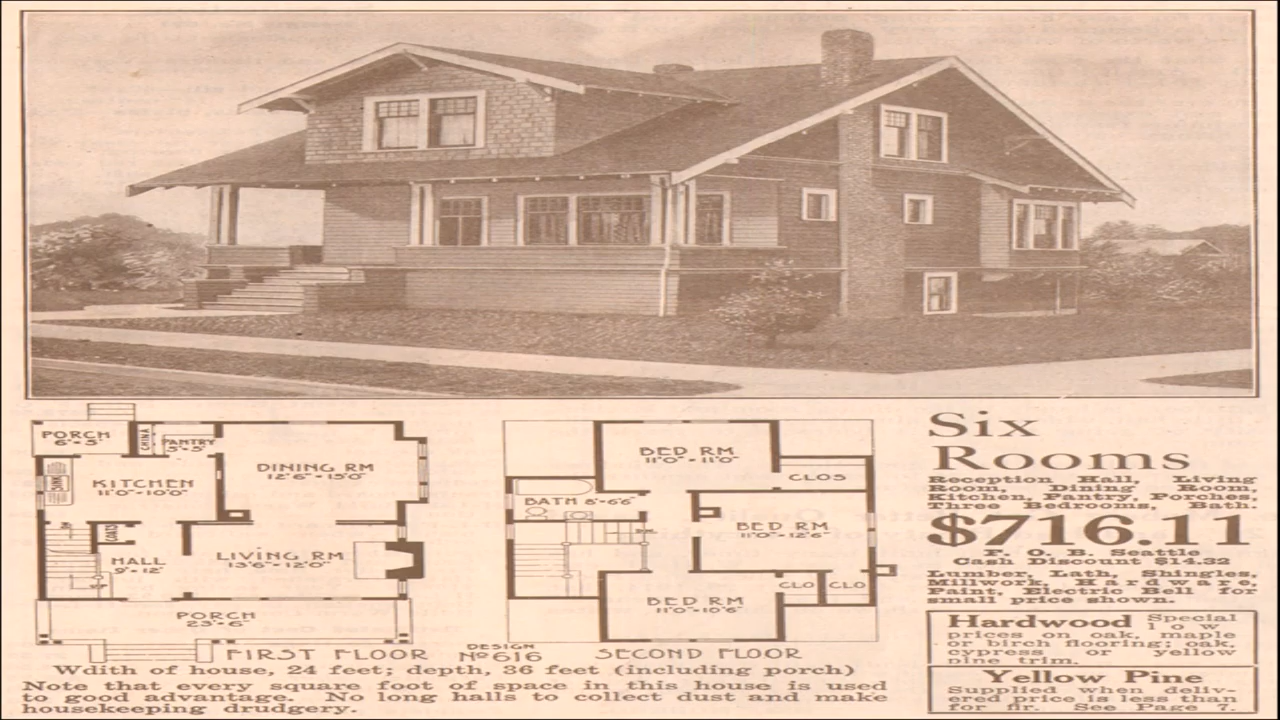 PORCH
6'-5'
CHINA
PANTRY
5'-5'
DINING RM
12'6"-15'0"
SINK
KITCHEN
11'0"-10'0"
COATS
HALL
9'-12'
LIVING RM
13'6"-12'0"
PORCH
23'-6"
FIRST FLOOR
BED RM
11'0"-11'0"
CLOS
BATH 8'-6'6"
BED RM
11'0"-12'6"
CLO
CLO
BED RM
11'0"-10'6"
DESIGN
No 616
SECOND FLOOR
Wdith of house, 24 feet; depth, 36 feet (including porch)
Note that every square foot of space in this house is used
to good advantage. No long halls to collect dust and make
housekeeping drudgery.
Six
Rooms
Reception Hall, Living
Room, Dining Room,
Kitchen, Pantry, Porches,
Three Bedrooms, Bath.
$716.11
F. O. B. Seattle
Cash Discount $14.32
Lumber, Lath, Shingles,
Millwork, Hardware,
Paint, Electric Bell for
small price shown.
Hardwood Special
low
prices on oak, maple
or birch flooring; oak,
cypress or yellow
pine trim.
Yellow Pine
Supplied when deliv-
ered price is less than
for fir. See Page 7.